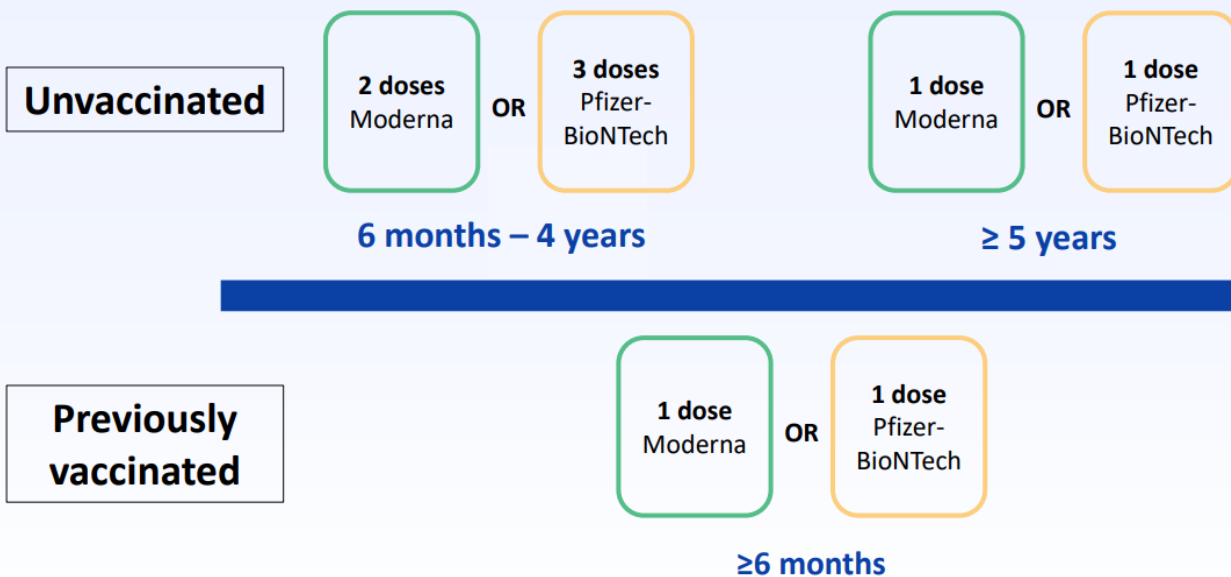 Unvaccinated
2 doses
Moderna
OR
3 doses
Pfizer-
BioNTech
1 dose
Moderna
OR
1 dose
Pfizer-
BioNTech
6 months – 4 years
≥ 5 years
Previously
vaccinated
1 dose
Moderna
OR
1 dose
Pfizer-
BioNTech
≥6 months